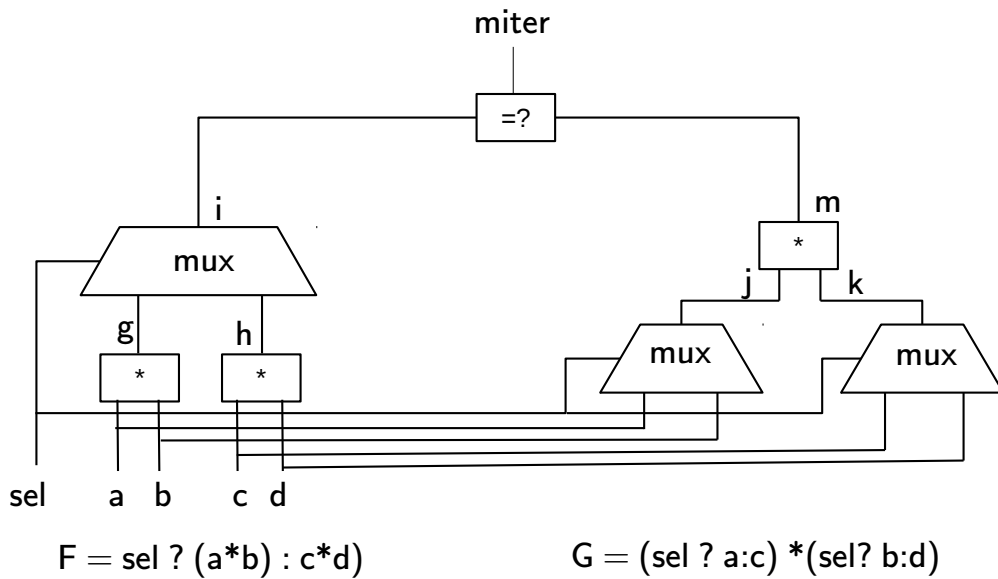 miter
=?
i
m
*
mux
j k
g h
mux mux
* *
sel a b c d
F = sel ? (a*b) : c*d)
G = (sel ? a:c) *(sel? b:d)